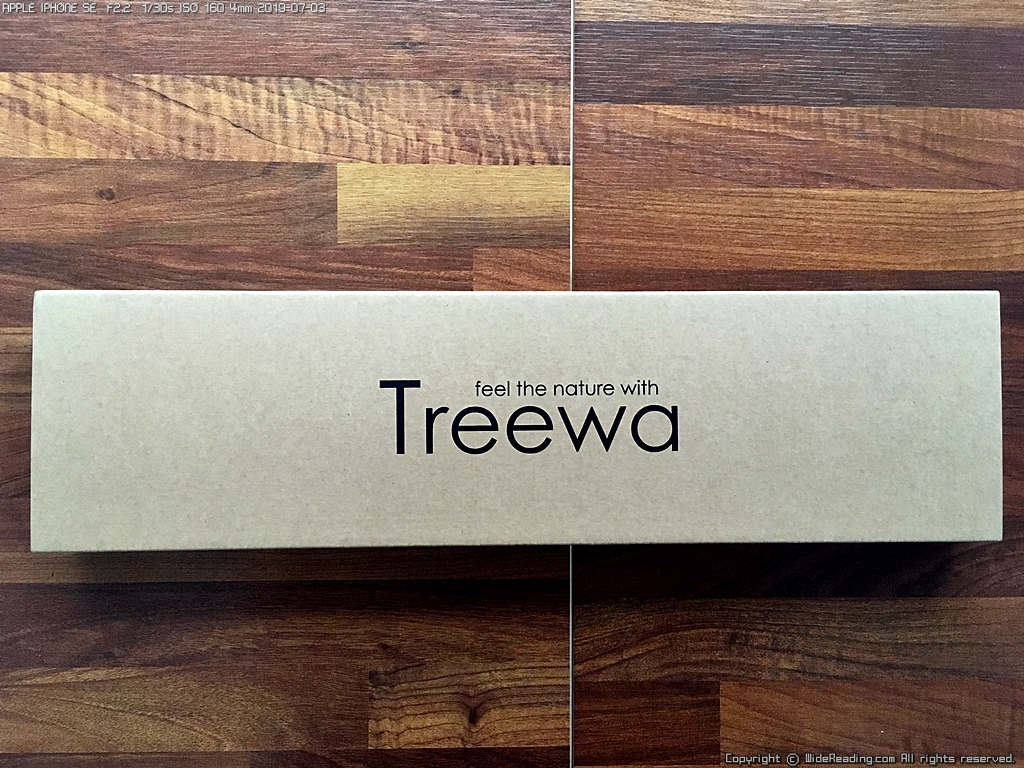 APPLE IPHONE SE F2.2 1/30s ISO 160 4mm 2019-07-03
feel the nature with
Treewa
Copyright © WideReading.com All rights reserved.